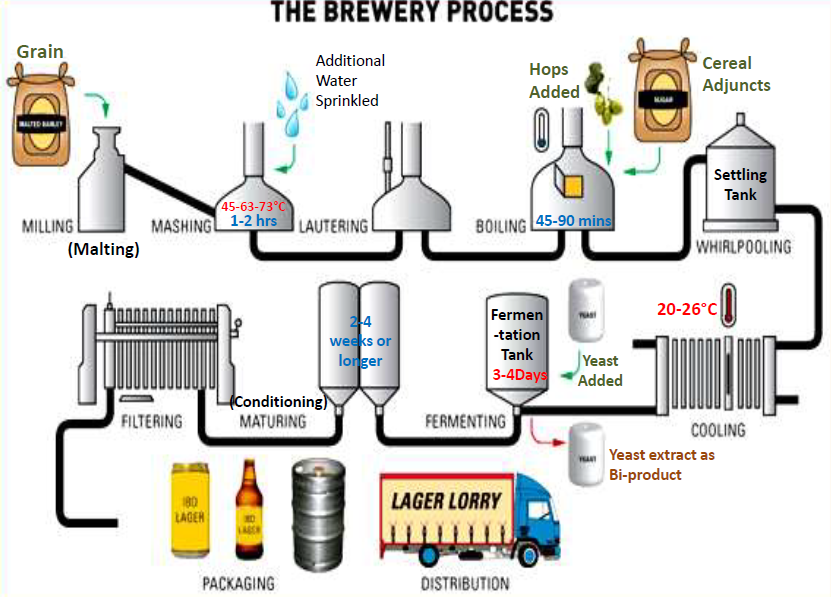 THE BREWERY PROCESS
Grain
MALTED BARLEY
MILLING
(Malting)
Additional
Water
Sprinkled
MASHING
45-63-73°C
1-2 hrs
LAUTERING
Hops
Added
SUGAR
Cereal
Adjuncts
BOILING
45-90 mins
Settling
Tank
WHIRLPOOLING
20-26°C
COOLING
YEAST
Yeast
Added
Fermen
-tation
Tank
3-4Days
FERMENTING
YEAST
Yeast extract as
Bi-product
2-4
weeks or
longer
(Conditioning)
MATURING
FILTERING
IBD
LAGER
IBD
LAGER
PACKAGING
LAGER LORRY
DISTRIBUTION